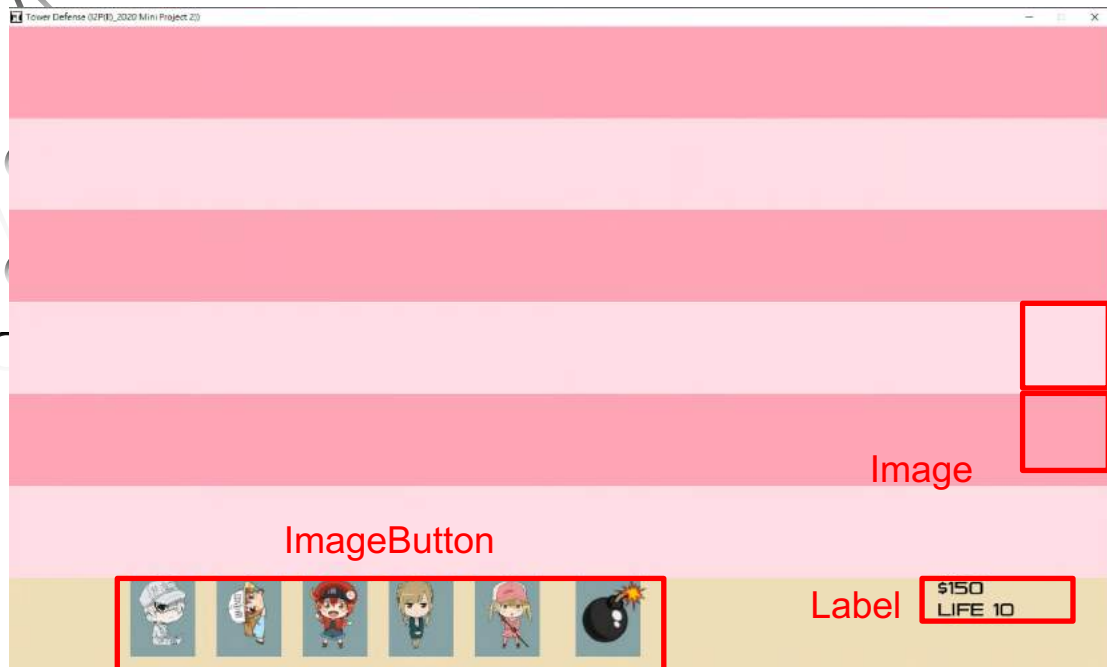 Tower Defense (I2P(II)_2020 Mini Project 2))
Image
ImageButton
Label
$150
LIFE 10